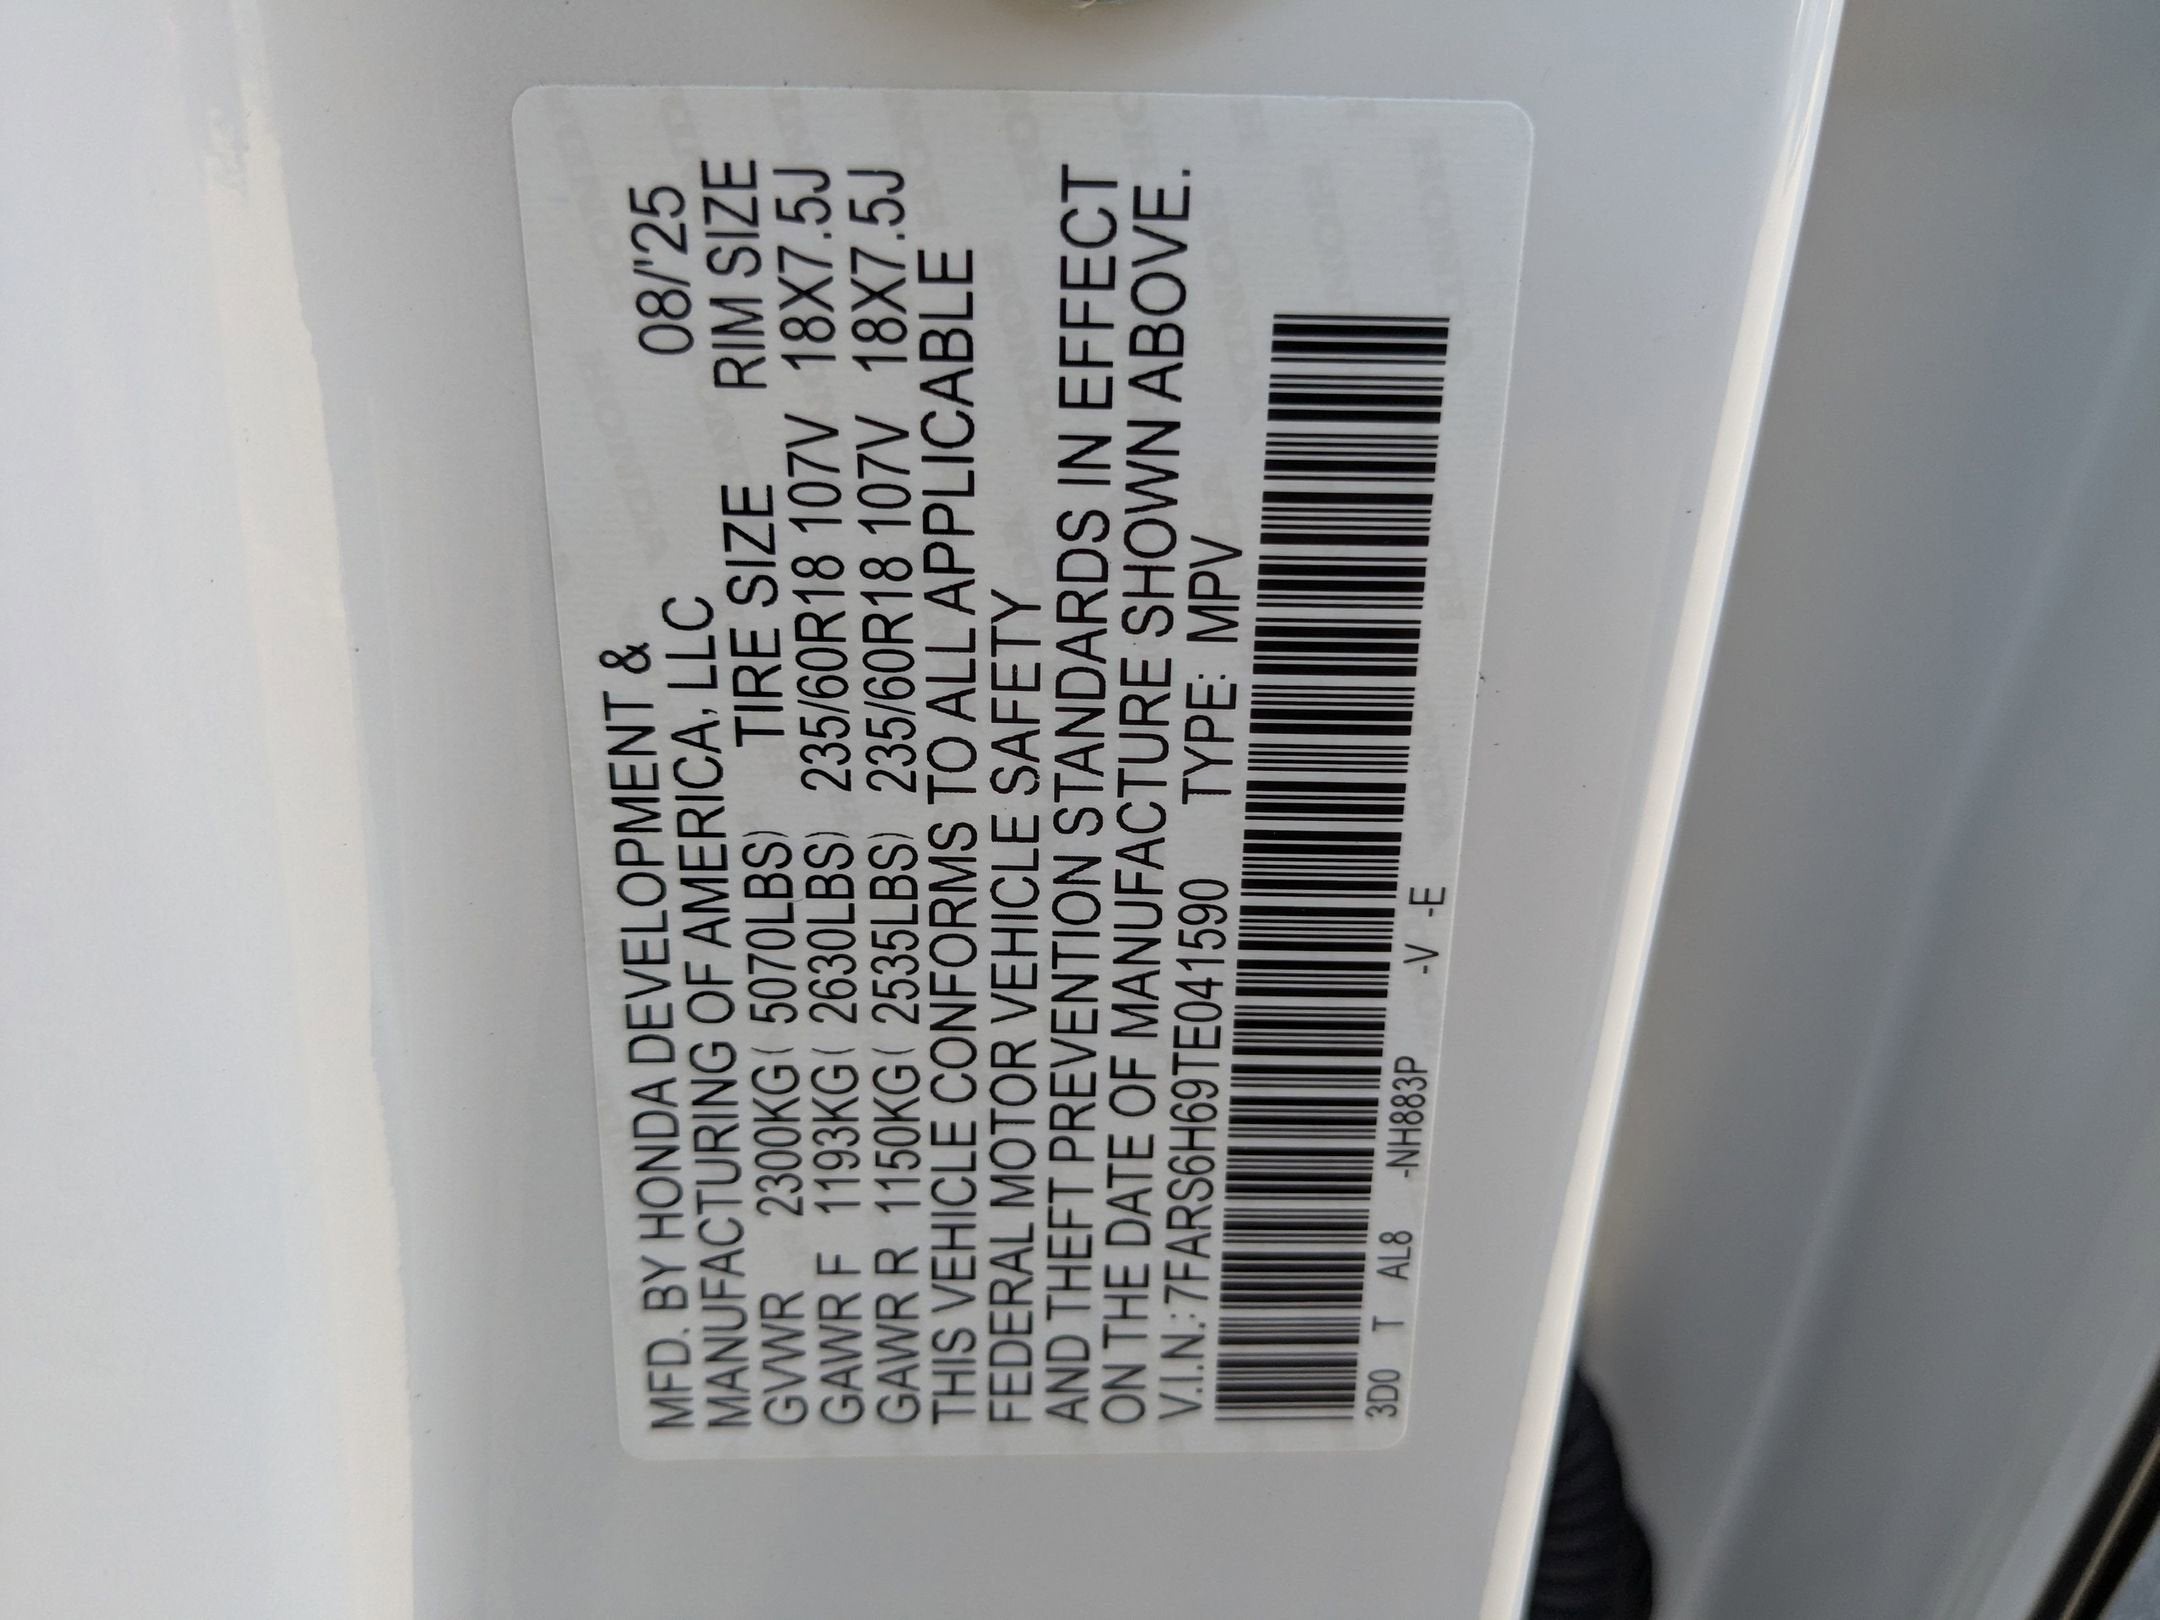 MFD. BY HONDA DEVELOPMENT &
MANUFACTURING OF AMERICA, LLC 08/'25
TIRE SIZE RIM SIZE
GVWR 2300KG( 5070LBS) 235/60R18 107V 18X7.5J
GAWR F 1193KG( 2630LBS) 235/60R18 107V 18X7.5J
GAWR R 1150KG( 2535LBS)
THIS VEHICLE CONFORMS TO ALL APPLICABLE
FEDERAL MOTOR VEHICLE SAFETY
AND THEFT PREVENTION STANDARDS IN EFFECT
ON THE DATE OF MANUFACTURE SHOWN ABOVE.
V.I.N.: 7FARS6H69TE041590 TYPE: MPV
3D0 T AL8 -NH883P -V -E